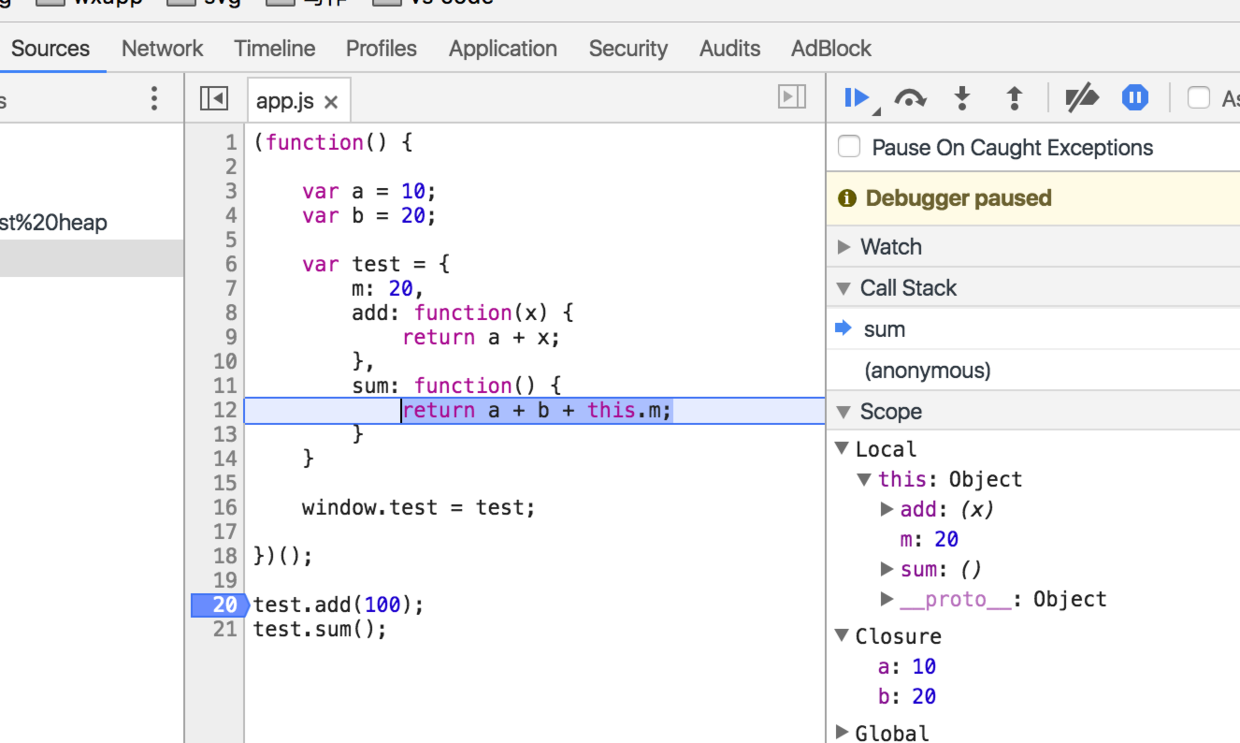 wxapp svg 写作 vs code
Sources Network Timeline Profiles Application Security Audits AdBlock
s
app.js ×
As
Pause On Caught Exceptions
st%20heap
1 (function() {
2
3 var a = 10;
4 var b = 20;
5
6 var test = {
7 m: 20,
8 add: function(x) {
9 return a + x;
10 },
11 sum: function() {
12 return a + b + this.m;
13 }
14 }
15
16 window.test = test;
17
18 })();
19
20 test.add(100);
21 test.sum();
Debugger paused
Watch
Call Stack
sum
(anonymous)
Scope
Local
this: Object
add: (x)
m: 20
sum: ()
__proto__: Object
Closure
a: 10
b: 20
Global